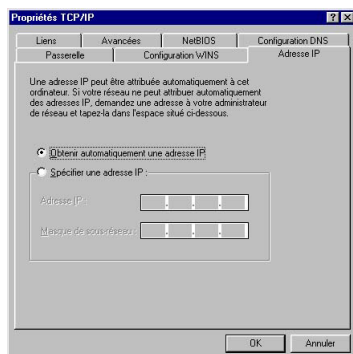 Propriétés TCP/IP
Liens Avancées NetBIOS Configuration DNS
Passerelle Configuration WINS Adresse IP
Une adresse IP peut être attribuée automatiquement à cet
ordinateur. Si votre réseau ne peut attribuer automatiquement
des adresses IP, demandez une adresse à votre administrateur
de réseau et tapez-la dans l'espace situé ci-dessous.
Obtenir automatiquement une adresse IP
Spécifier une adresse IP :
Adresse IP :
Masque de sous-réseau :
OK Annuler